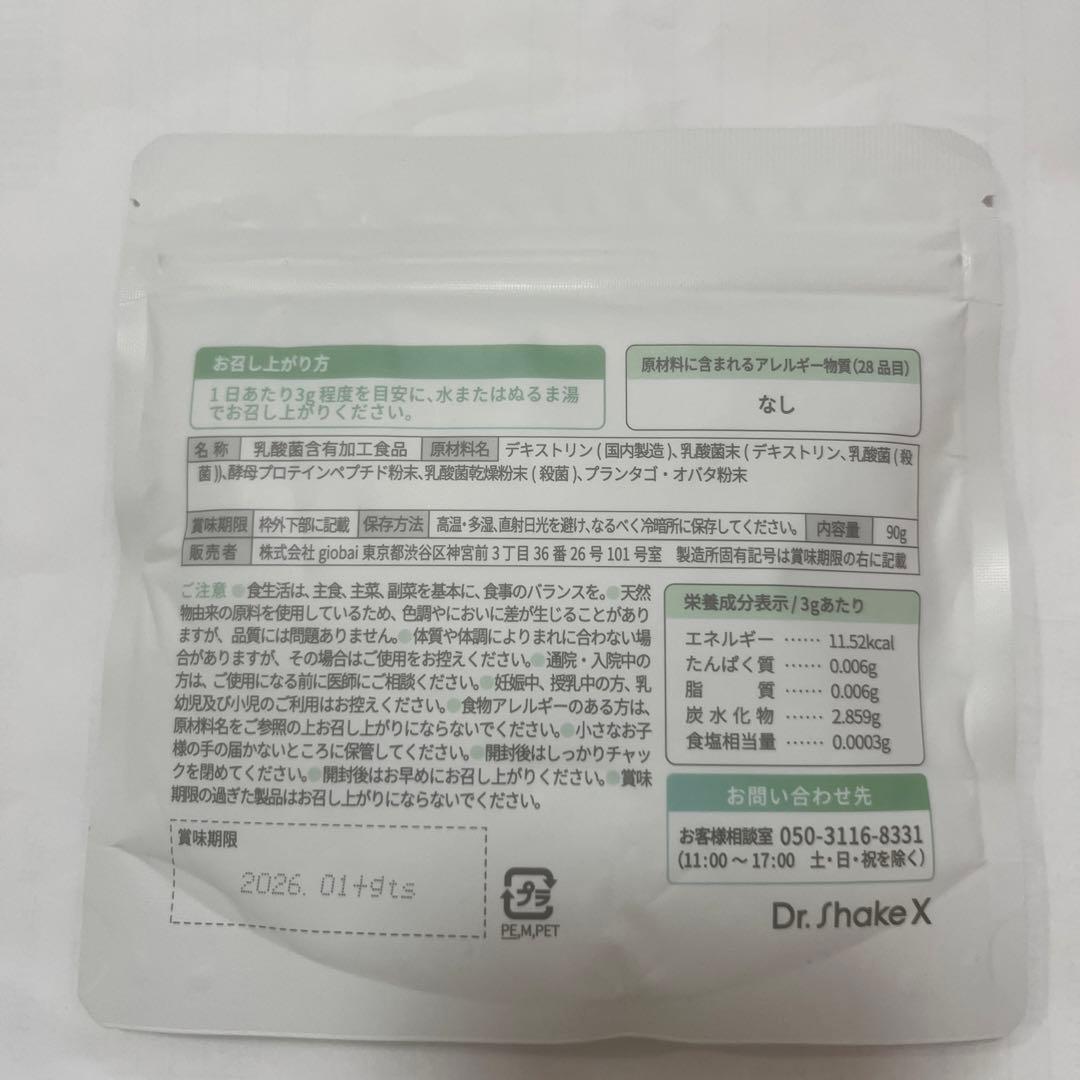 お召し上がり方
1日あたり3g程度を目安に、水またはぬるま湯
でお召し上がりください。
原材料に含まれるアレルギー物質(28品目)
なし
名称 乳酸菌含有加工食品 原材料名 デキストリン(国内製造)、乳酸菌末(デキストリン、乳酸菌(殺
菌))、酵母プロテインペプチド粉末、乳酸菌乾燥粉末(殺菌)、プランタゴ・オバタ粉末
賞味期限 枠外下部に記載 保存方法 高温・多湿、直射日光を避け、なるべく冷暗所に保存してください。 内容量 90g
販売者 株式会社giobai 東京都渋谷区神宮前3丁目36番26号101号室 製造所固有記号は賞味期限の右に記載
ご注意 ●食生活は、主食、主菜、副菜を基本に、食事のバランスを。●天然
物由来の原料を使用しているため、色調やにおいに差が生じることがあり
ますが、品質には問題ありません。●体質や体調によりまれに合わない場
合がありますが、その場合はご使用をお控えください。●通院・入院中の
方は、ご使用になる前に医師にご相談ください。●妊娠中、授乳中の方、乳
幼児及び小児のご利用はお控えください。●食物アレルギーのある方は、
原材料名をご参照の上お召し上がりにならないでください。●小さなお子
様の手の届かないところに保管してください。●開封後はしっかりチャッ
クを閉めてください。●開封後はお早めにお召し上がりください。●賞味
期限の過ぎた製品はお召し上がりにならないでください。
栄養成分表示/3gあたり
エネルギー …… 11.52kcal
たんぱく質 …… 0.006g
脂質 …… 0.006g
炭水化物 …… 2.859g
食塩相当量 …… 0.0003g
お問い合わせ先
お客様相談室 050-3116-8331
(11:00～17:00 土・日・祝を除く)
賞味期限
2026.01+gts
プラ
PE,M,PET
Dr.Shake X